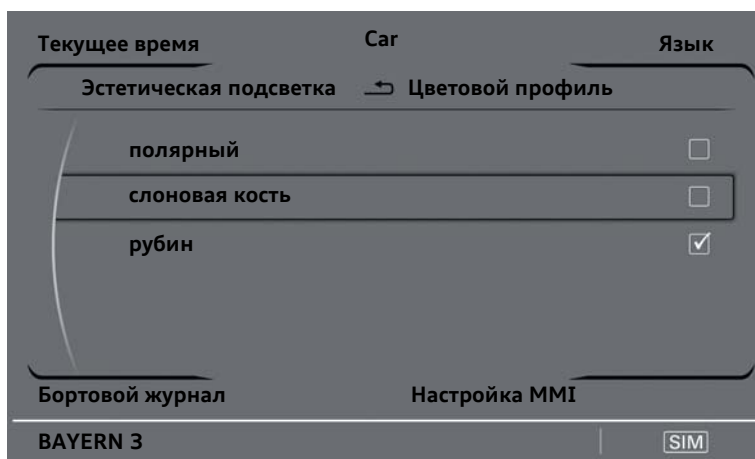 Текущее время Car Язык
Эстетическая подсветка Цветовой профиль
полярный
слоновая кость
рубин
Бортовой журнал Настройка MMI
BAYERN 3 SIM